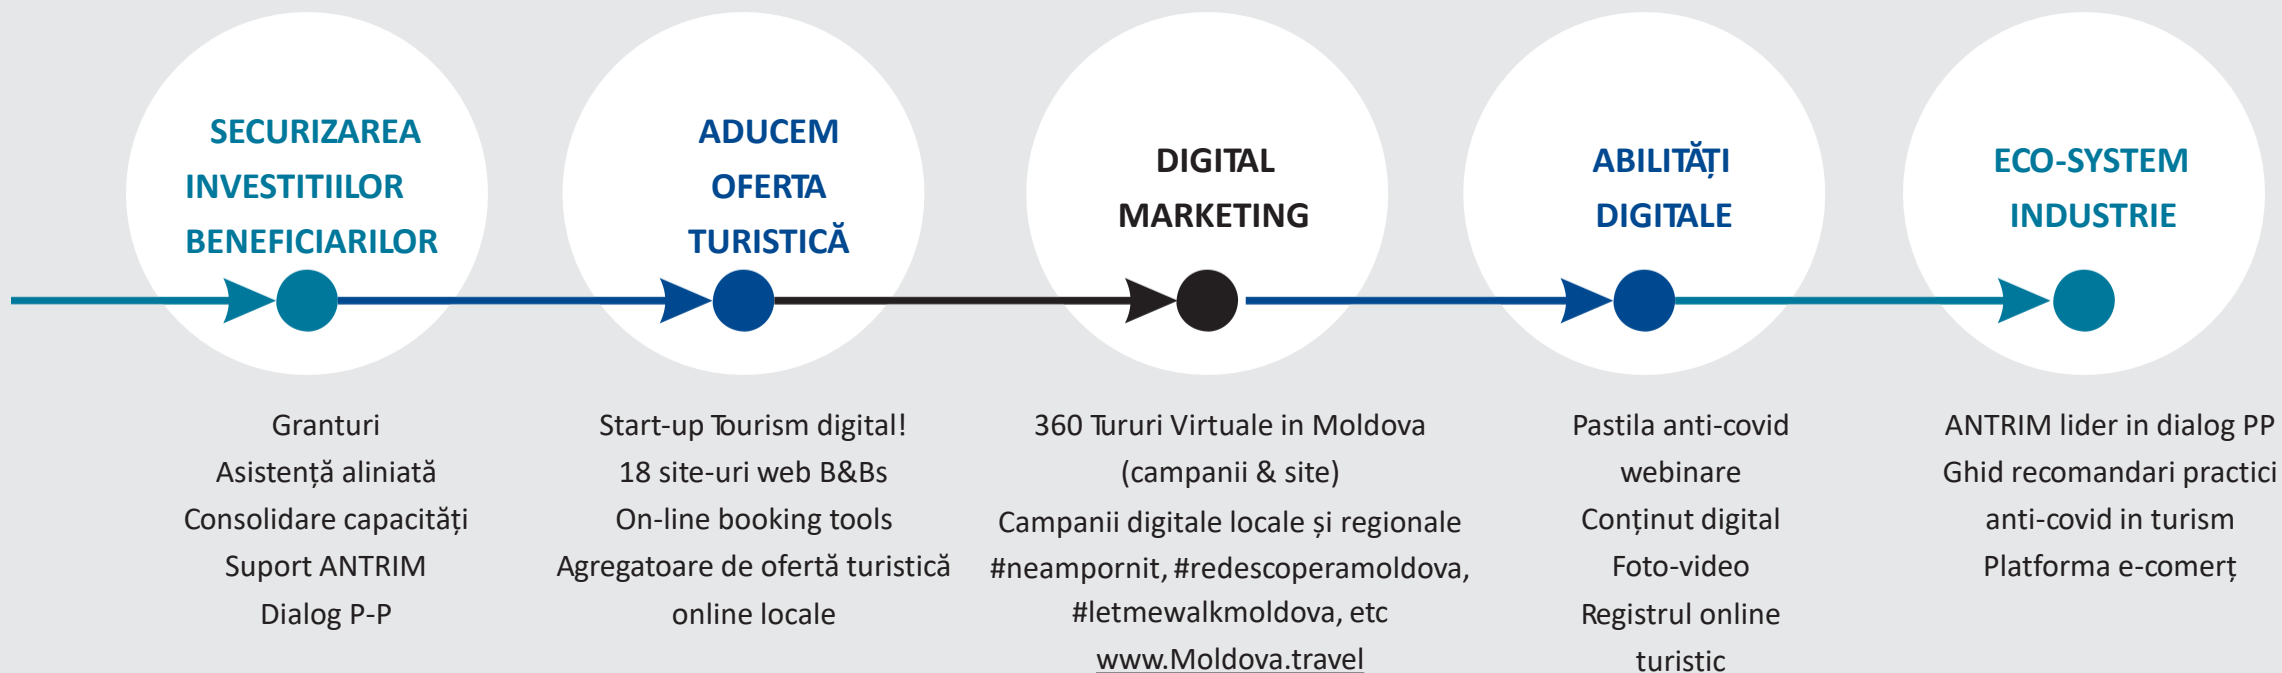 SECURIZAREA
INVESTITIILOR
BENEFICIARILOR
ADUCEM
OFERTA
TURISTICĂ
DIGITAL
MARKETING
ABILITĂȚI
DIGITALE
ECO-SYSTEM
INDUSTRIE
Granturi
Asistență aliniată
Consolidare capacități
Suport ANTRIM
Dialog P-P
Start-up Tourism digital!
18 site-uri web B&Bs
On-line booking tools
Agregatoare de ofertă turistică
online locale
360 Tururi Virtuale in Moldova
(campanii & site)
Campanii digitale locale și regionale
#neampornit, #redescoperamoldova,
#letmewalkmoldova, etc
www.Moldova.travel
Pastila anti-covid
webinare
Conținut digital
Foto-video
Registrul online
turistic
ANTRIM lider in dialog PP
Ghid recomandari practici
anti-covid in turism
Platforma e-comerț